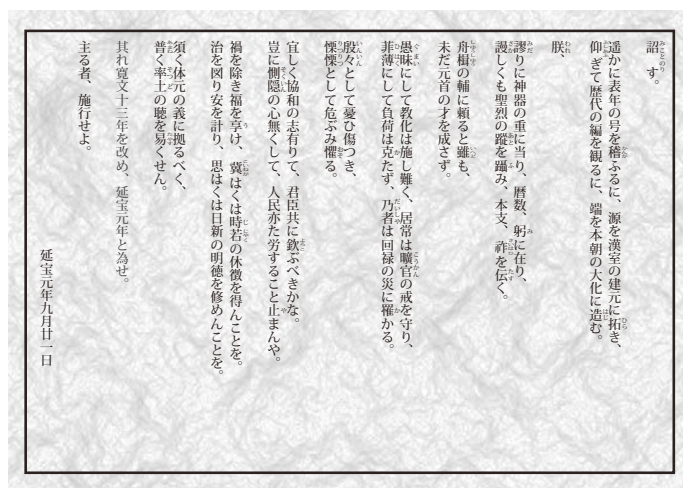 詔す。
遥かに表年の号を稽ふるに、源を漢室の建元に拓き、
仰ぎて歴代の編を観るに、端を本朝の大化に造む。
朕、
謬りに神器の重に当り、暦数、躬に在り、
謾しくも聖烈の蹤を躡み、本支、祚を伝く。
舟楫の輔に頼ると雖も、
未だ元首の才を成さず。
愚昧にして教化は施し難く、居常は曠官の戒を守り、
菲薄にして負荷は克たず、乃者は回禄の災に罹かる。
殷々として憂ひ傷つき、
慄慄として危ぶみ懼る。
宜しく協和の志有りて、君臣共に欽ぶべきかな。
豈に惻隠の心無くして、人民亦た労すること止まんや。
禍を除き福を享け、冀はくは時若の休徴を得んことを。
治を図り安を計り、思はくは日新の明徳を修めんことを。
須く体元の義に拠るべく、
普く率土の聴を易くせん。
其れ寛文十三年を改め、延宝元年と為せ。
主る者、施行せよ。
延宝元年九月廿一日